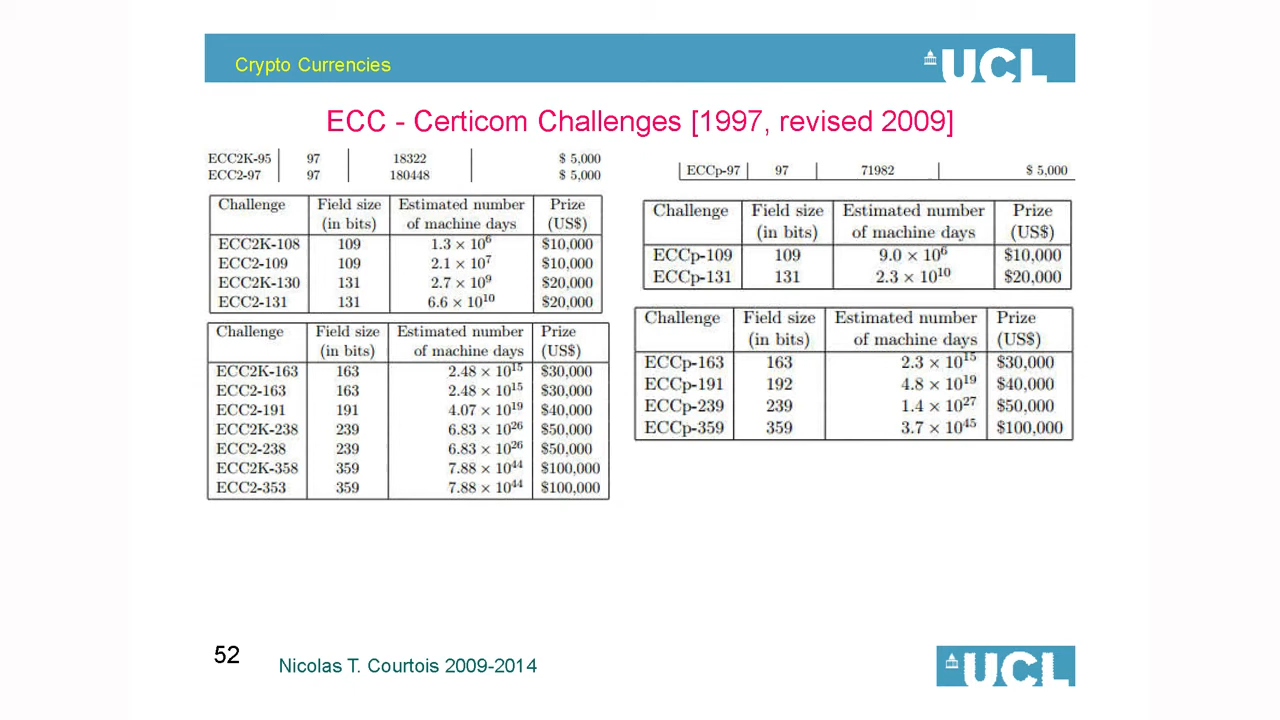 Crypto Currencies
UCL
ECC - Certicom Challenges [1997, revised 2009]
ECC2K-95 97 18322 $ 5,000
ECC2-97 97 180448 $ 5,000
Challenge Field size Estimated number Prize
(in bits) of machine days (US$)
ECC2K-108 109 1.3 × 10⁶ $10,000
ECC2-109 109 2.1 × 10⁷ $10,000
ECC2K-130 131 2.7 × 10⁹ $20,000
ECC2-131 131 6.6 × 10¹⁰ $20,000
Challenge Field size Estimated number Prize
(in bits) of machine days (US$)
ECC2K-163 163 2.48 × 10¹⁵ $30,000
ECC2-163 163 2.48 × 10¹⁵ $30,000
ECC2-191 191 4.07 × 10¹⁹ $40,000
ECC2K-238 239 6.83 × 10²⁶ $50,000
ECC2-238 239 6.83 × 10²⁶ $50,000
ECC2K-358 359 7.88 × 10⁴⁴ $100,000
ECC2-353 359 7.88 × 10⁴⁴ $100,000
ECCp-97 97 71982 $ 5,000
Challenge Field size Estimated number Prize
(in bits) of machine days (US$)
ECCp-109 109 9.0 × 10⁶ $10,000
ECCp-131 131 2.3 × 10¹⁰ $20,000
Challenge Field size Estimated number Prize
(in bits) of machine days (US$)
ECCp-163 163 2.3 × 10¹⁵ $30,000
ECCp-191 192 4.8 × 10¹⁹ $40,000
ECCp-239 239 1.4 × 10²⁷ $50,000
ECCp-359 359 3.7 × 10⁴⁵ $100,000
52
Nicolas T. Courtois 2009-2014
UCL